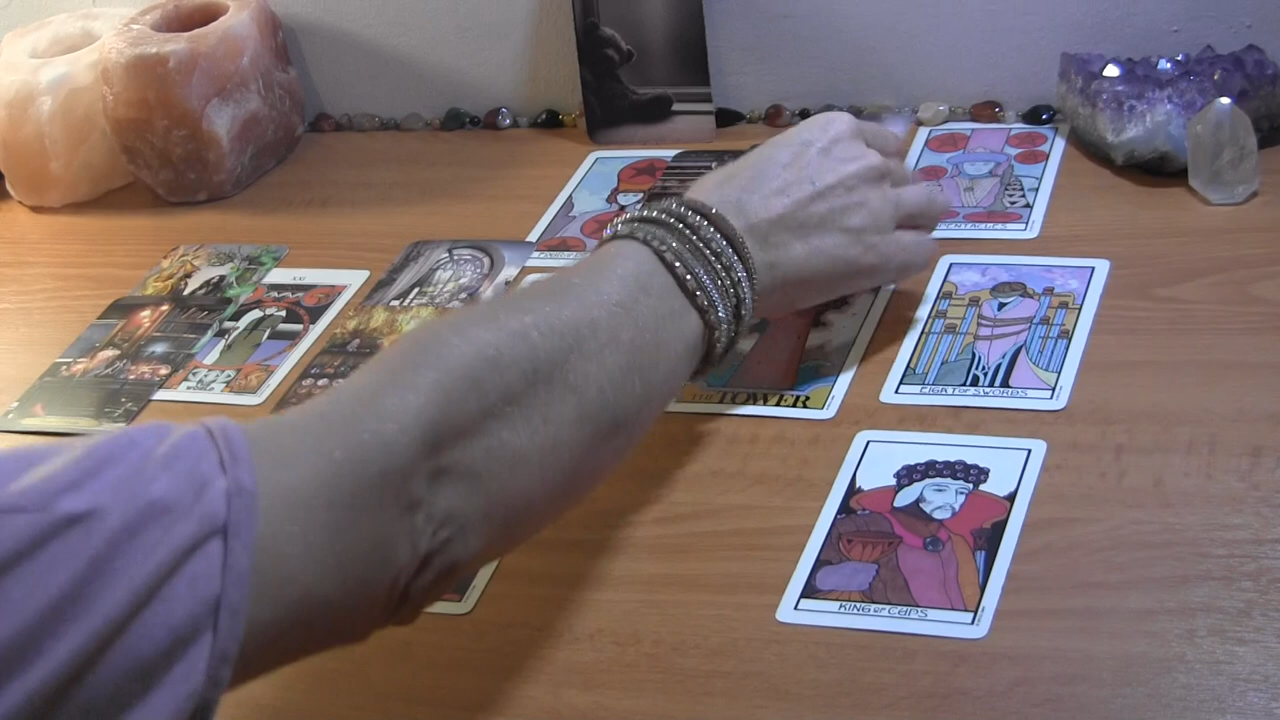 PENTACLES
XXI
EIGHT OF SWORDS
THE TOWER
KING OF CUPS